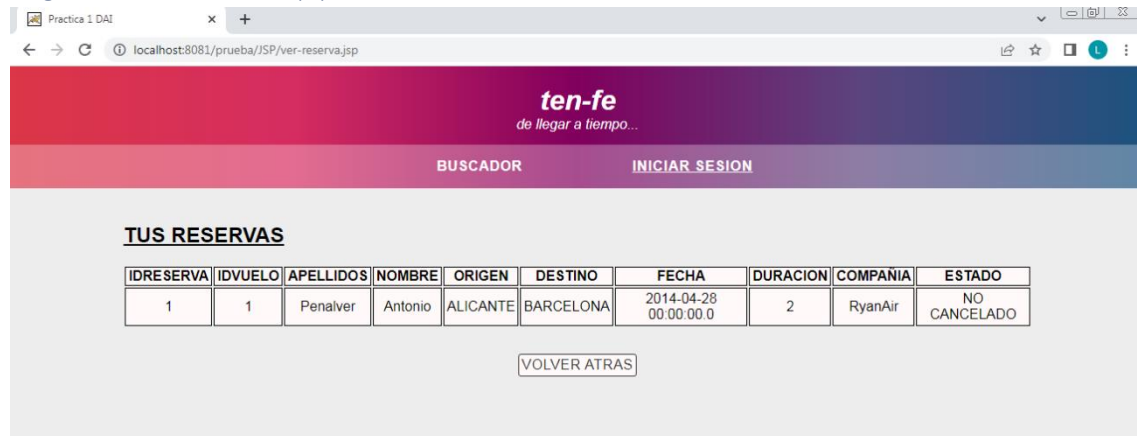 Practica 1 DAI
localhost:8081/prueba/JSP/ver-reserva.jsp
L
ten-fe
de llegar a tiempo...
BUSCADOR INICIAR SESION
TUS RESERVAS
IDRESERVA IDVUELO APELLIDOS NOMBRE ORIGEN DESTINO FECHA DURACION COMPAÑIA ESTADO
1 1 Penalver Antonio ALICANTE BARCELONA 2014-04-28 00:00:00.0 2 RyanAir NO CANCELADO
VOLVER ATRAS